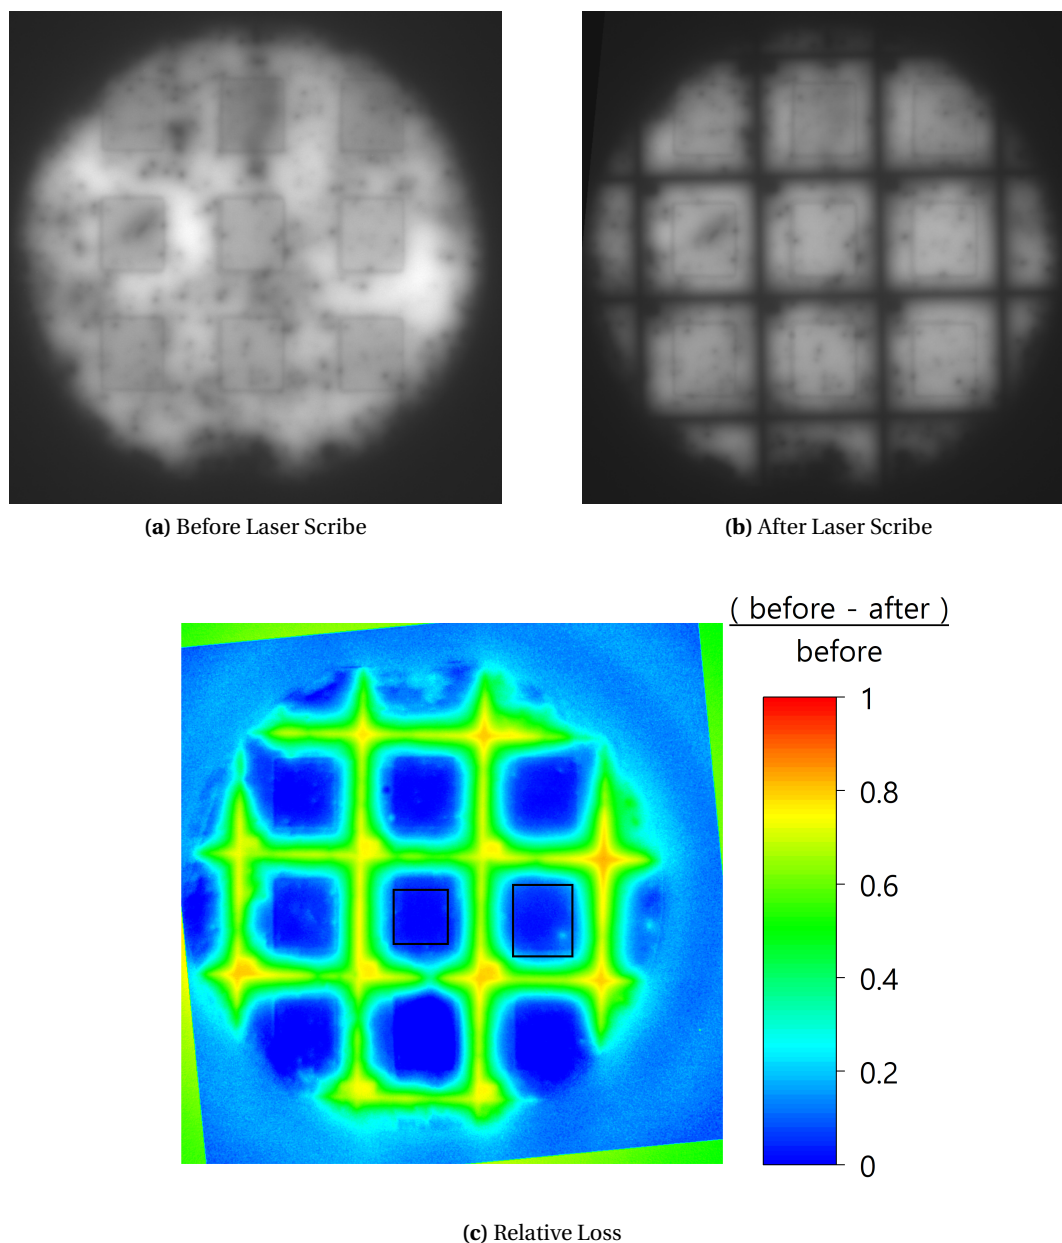 (a) Before Laser Scribe
(b) After Laser Scribe
( before - after )
before
1
0.8
0.6
0.4
0.2
0
(c) Relative Loss